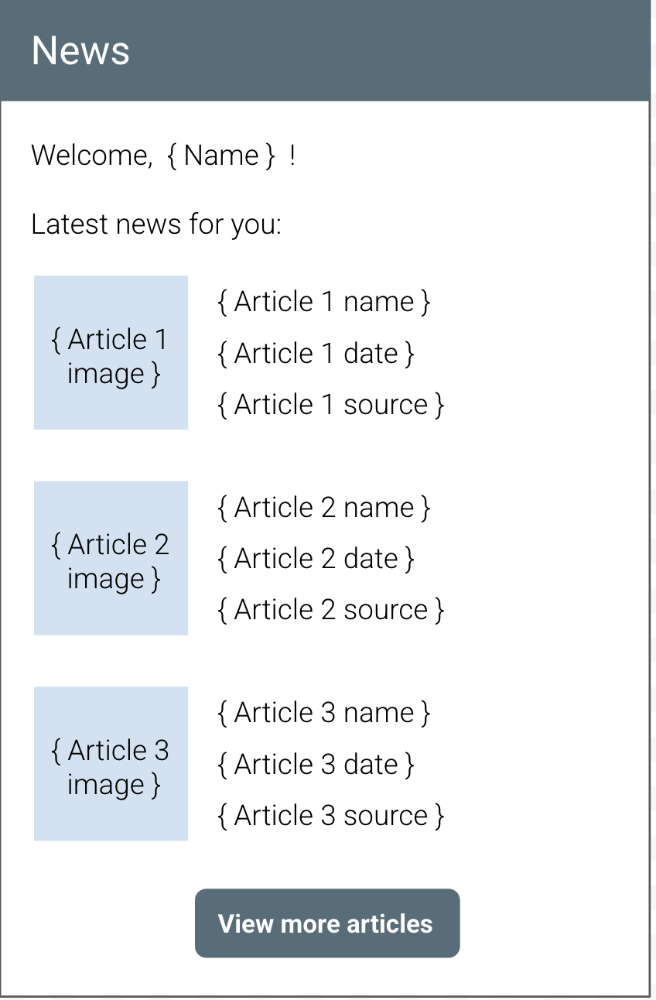 News
Welcome, { Name } !
Latest news for you:
{ Article 1
image }
{ Article 1 name }
{ Article 1 date }
{ Article 1 source }
{ Article 2
image }
{ Article 2 name }
{ Article 2 date }
{ Article 2 source }
{ Article 3
image }
{ Article 3 name }
{ Article 3 date }
{ Article 3 source }
View more articles